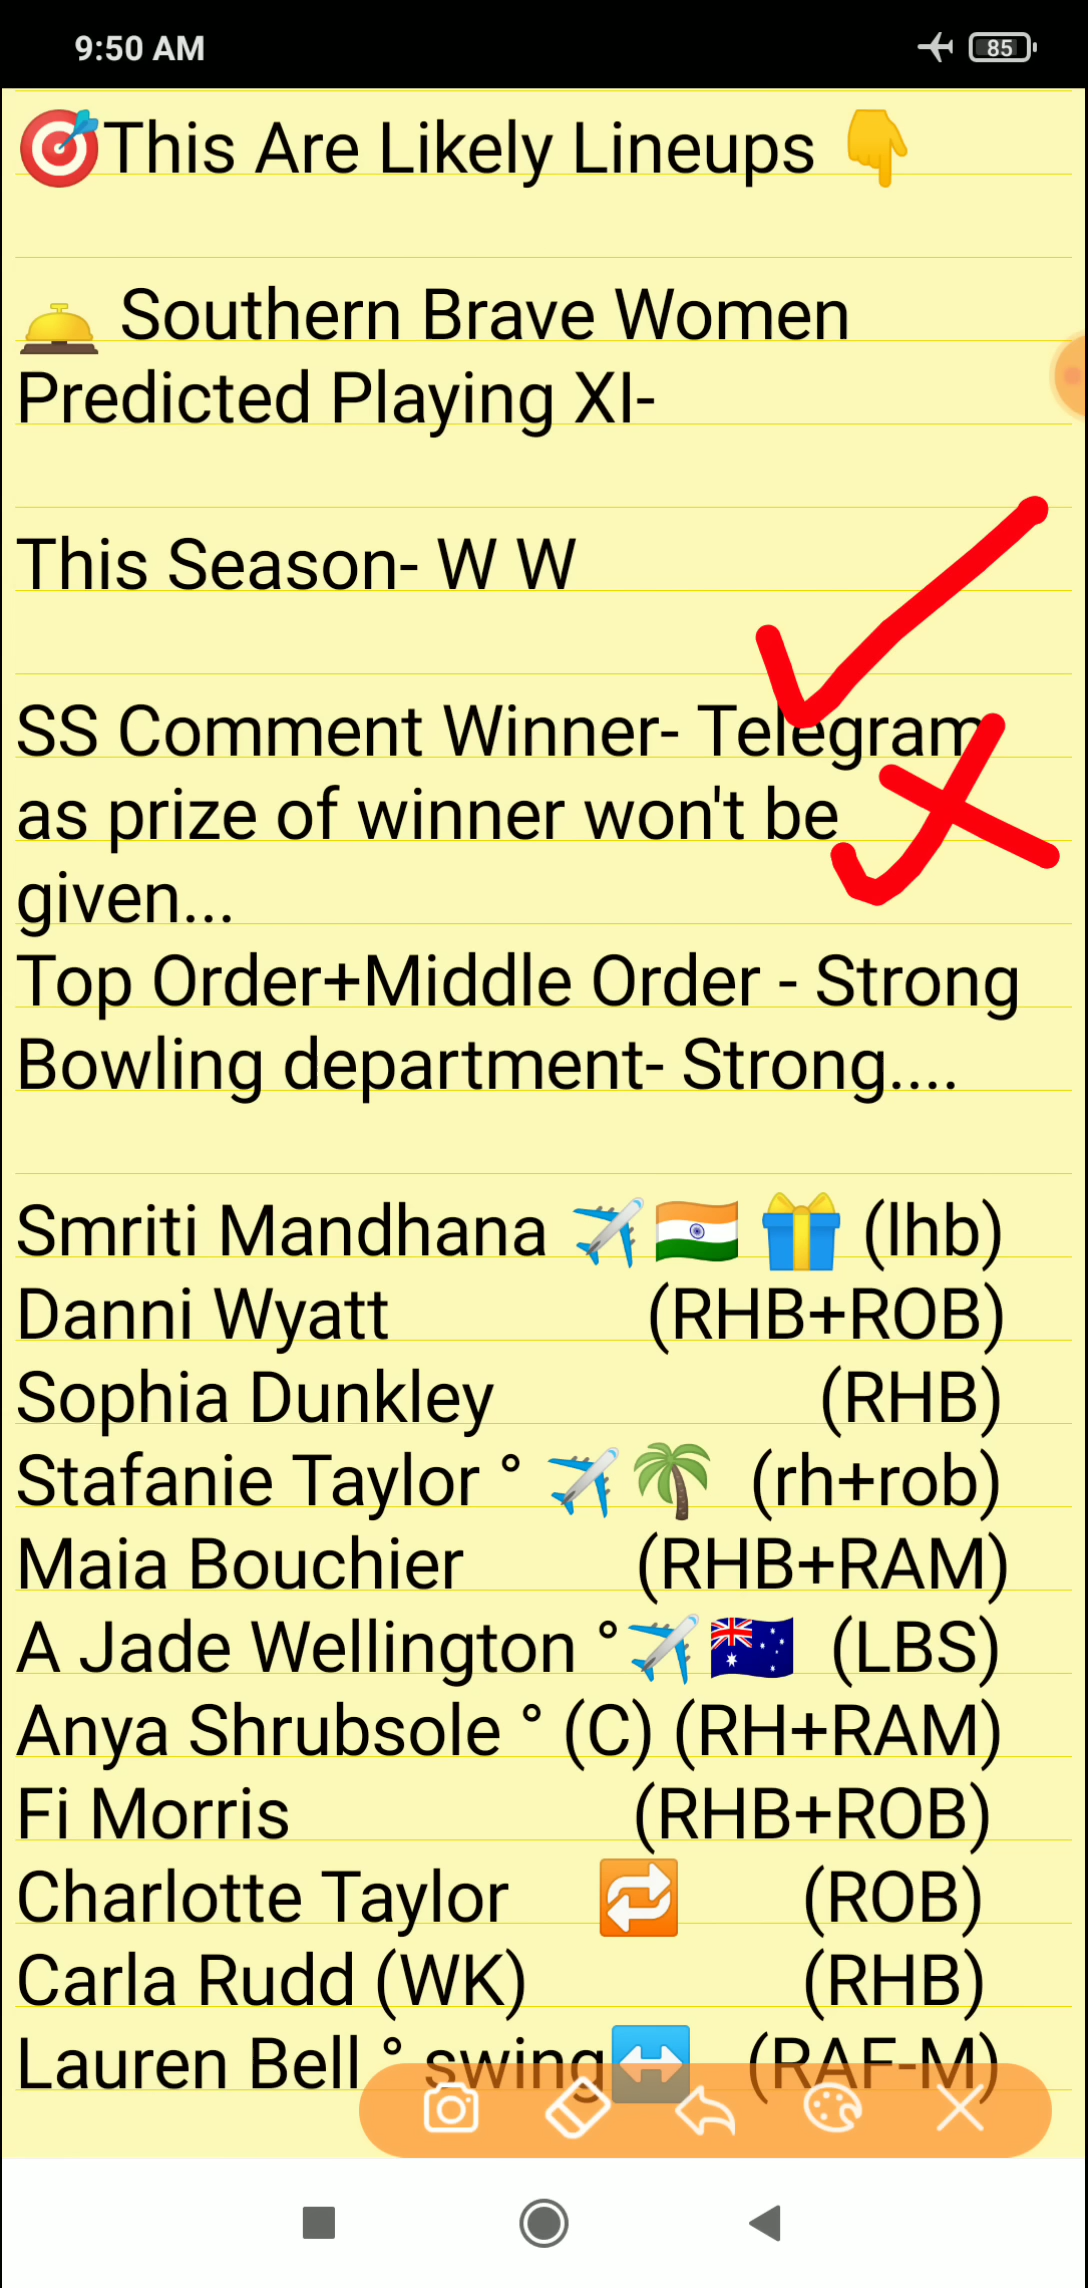 9:50 AM
85
🎯This Are Likely Lineups 👇
🛎 Southern Brave Women
Predicted Playing XI-
This Season- W W
SS Comment Winner- Telegram
as prize of winner won't be
given...
Top Order+Middle Order - Strong
Bowling department- Strong....
Smriti Mandhana ✈️🇮🇳 🎁 (lhb)
Danni Wyatt (RHB+ROB)
Sophia Dunkley (RHB)
Stafanie Taylor ° ✈️🌴 (rh+rob)
Maia Bouchier (RHB+RAM)
A Jade Wellington °✈️🇦🇺 (LBS)
Anya Shrubsole ° (C) (RH+RAM)
Fi Morris (RHB+ROB)
Charlotte Taylor 🔁 (ROB)
Carla Rudd (WK) (RHB)
Lauren Bell ° swing↔️ (RAF-M)